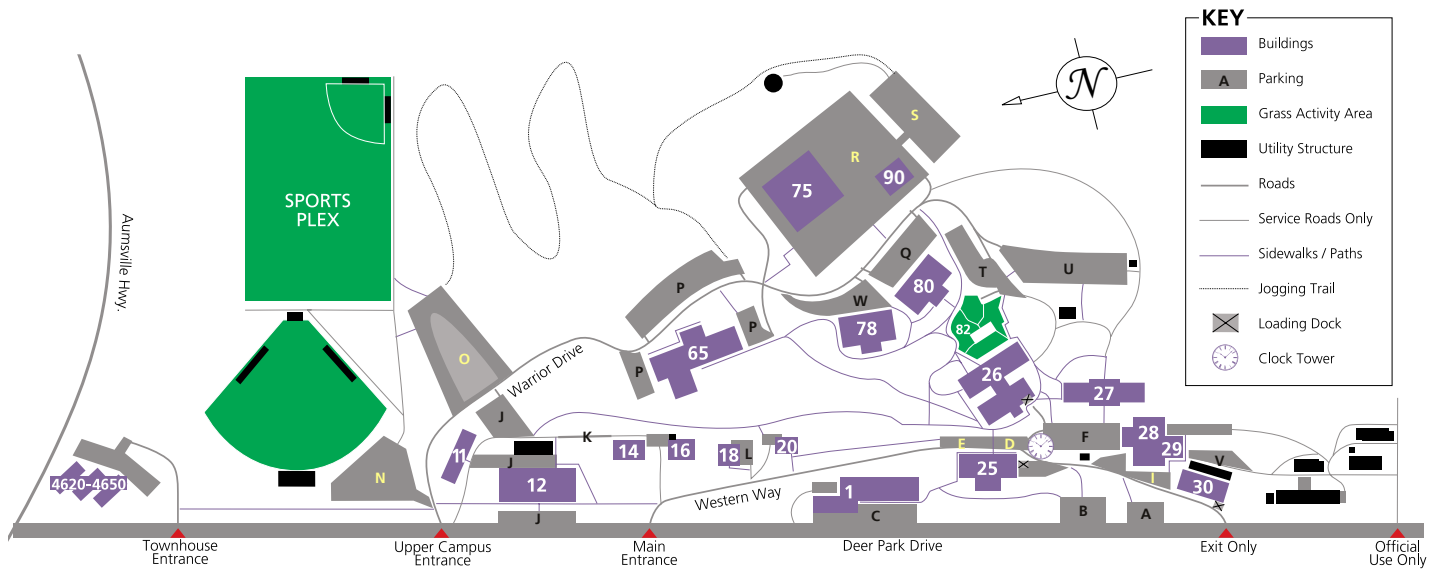 KEY
Buildings
A
Parking
Grass Activity Area
Utility Structure
Roads
Service Roads Only
Sidewalks / Paths
Jogging Trail
Loading Dock
Clock Tower
N
SPORTS
PLEX
Aumsville Hwy.
S
R
75
90
Q
T
U
P
W
80
82
78
P
65
P
O
Warrior Drive
26
27
J
K
11
14
16
18
L
20
E
D
F
28
29
J
12
25
V
I
30
N
4620-4650
Western Way
1
C
B
A
J
Townhouse
Entrance
Upper Campus
Entrance
Main
Entrance
Deer Park Drive
Exit Only
Official
Use Only